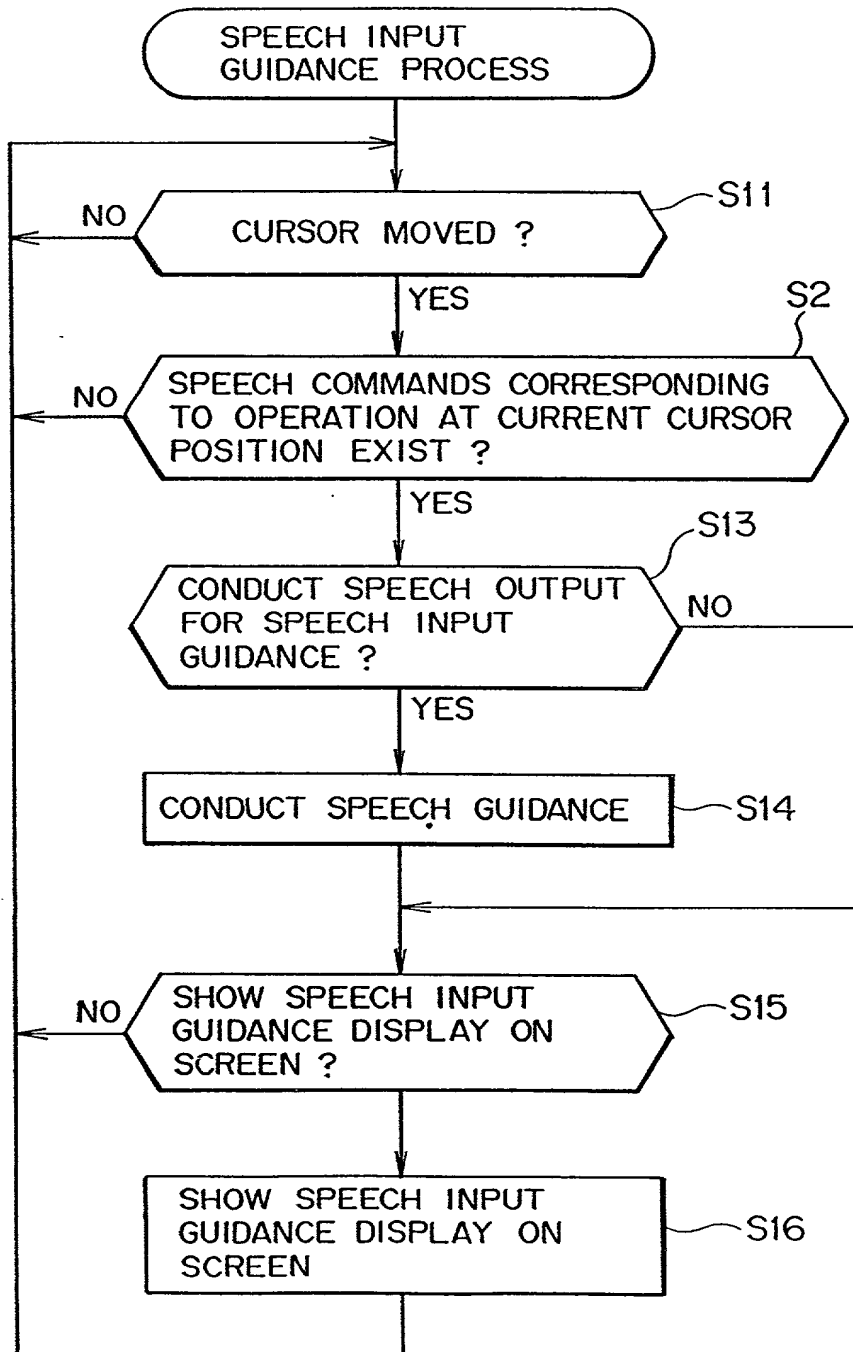 SPEECH INPUT
GUIDANCE PROCESS
S11
NO
CURSOR MOVED ?
YES
S2
NO
SPEECH COMMANDS CORRESPONDING
TO OPERATION AT CURRENT CURSOR
POSITION EXIST ?
YES
S13
CONDUCT SPEECH OUTPUT
FOR SPEECH INPUT
GUIDANCE ?
NO
YES
CONDUCT SPEECH GUIDANCE
S14
NO
SHOW SPEECH INPUT
GUIDANCE DISPLAY ON
SCREEN ?
S15
SHOW SPEECH INPUT
GUIDANCE DISPLAY ON
SCREEN
S16